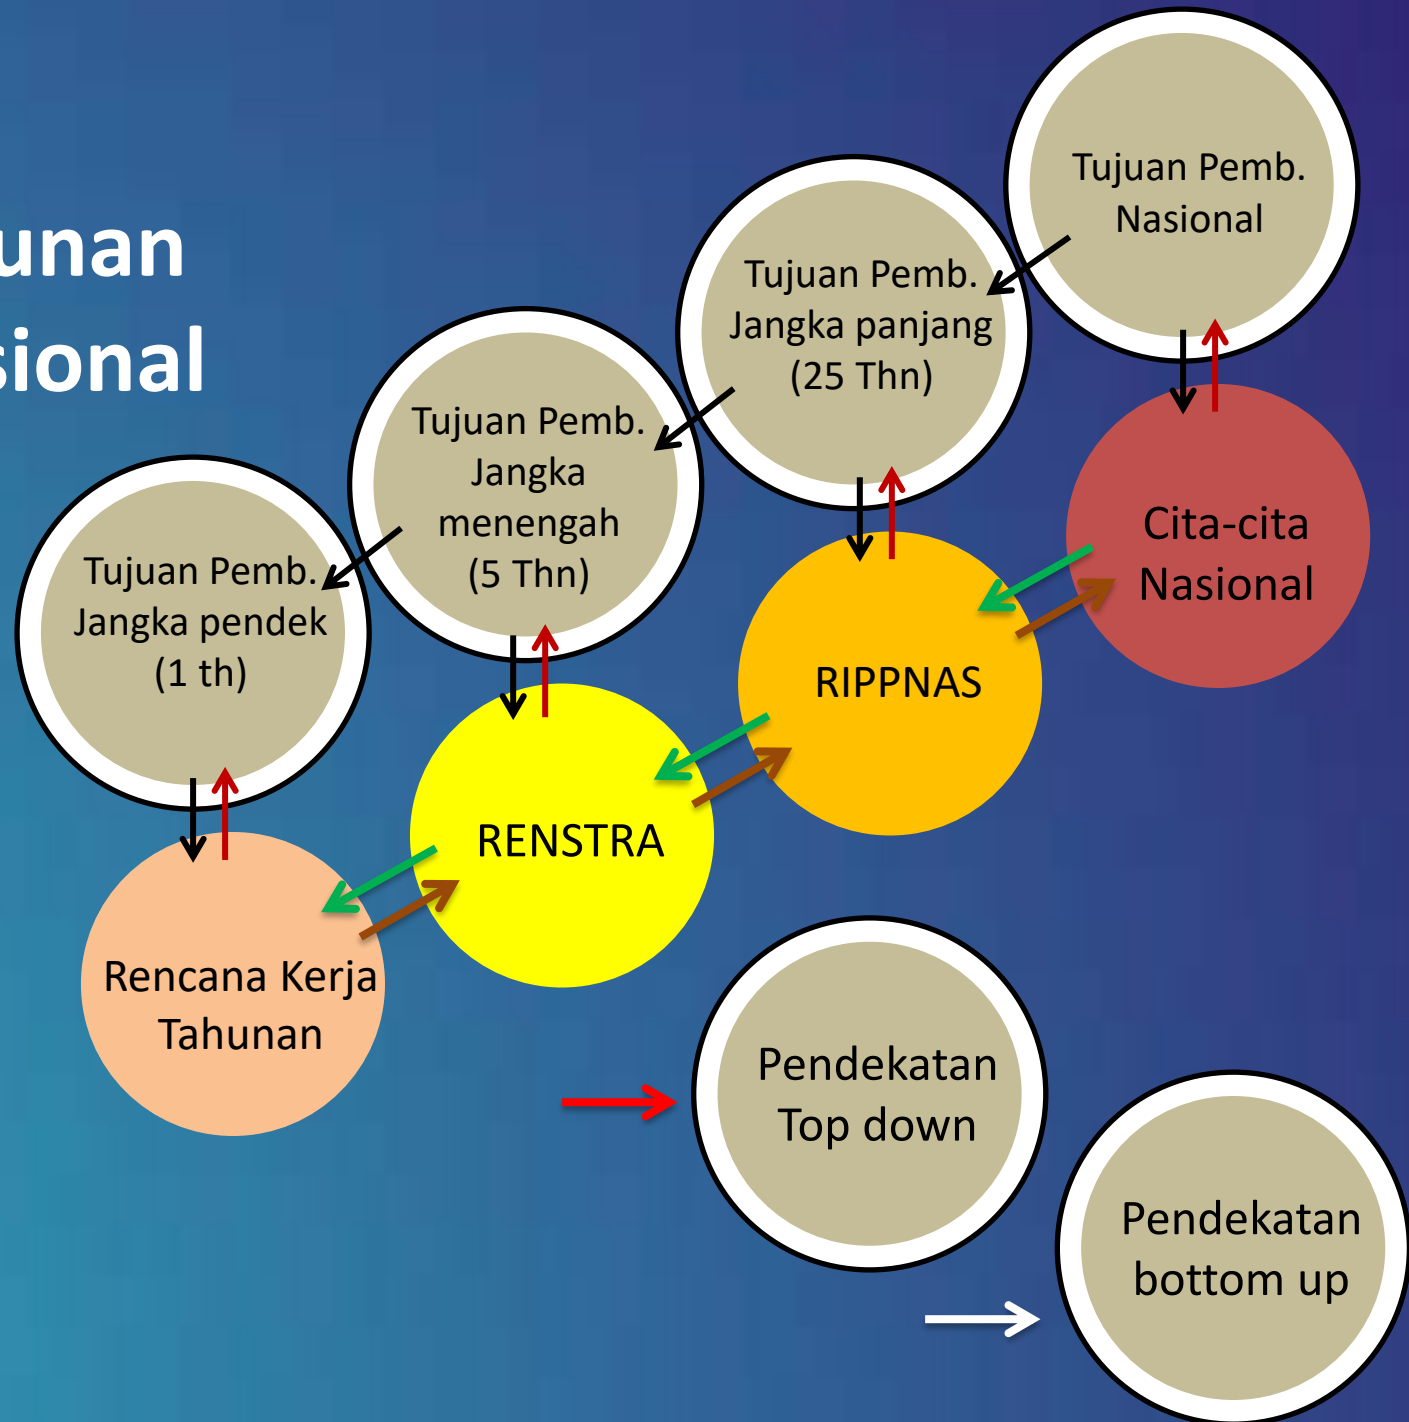 unan
sional
Tujuan Pemb.
Nasional
Tujuan Pemb.
Jangka panjang
(25 Thn)
Tujuan Pemb.
Jangka
menengah
(5 Thn)
Tujuan Pemb.
Jangka pendek
(1 th)
Cita-cita
Nasional
RIPPNAS
RENSTRA
Rencana Kerja
Tahunan
Pendekatan
Top down
Pendekatan
bottom up